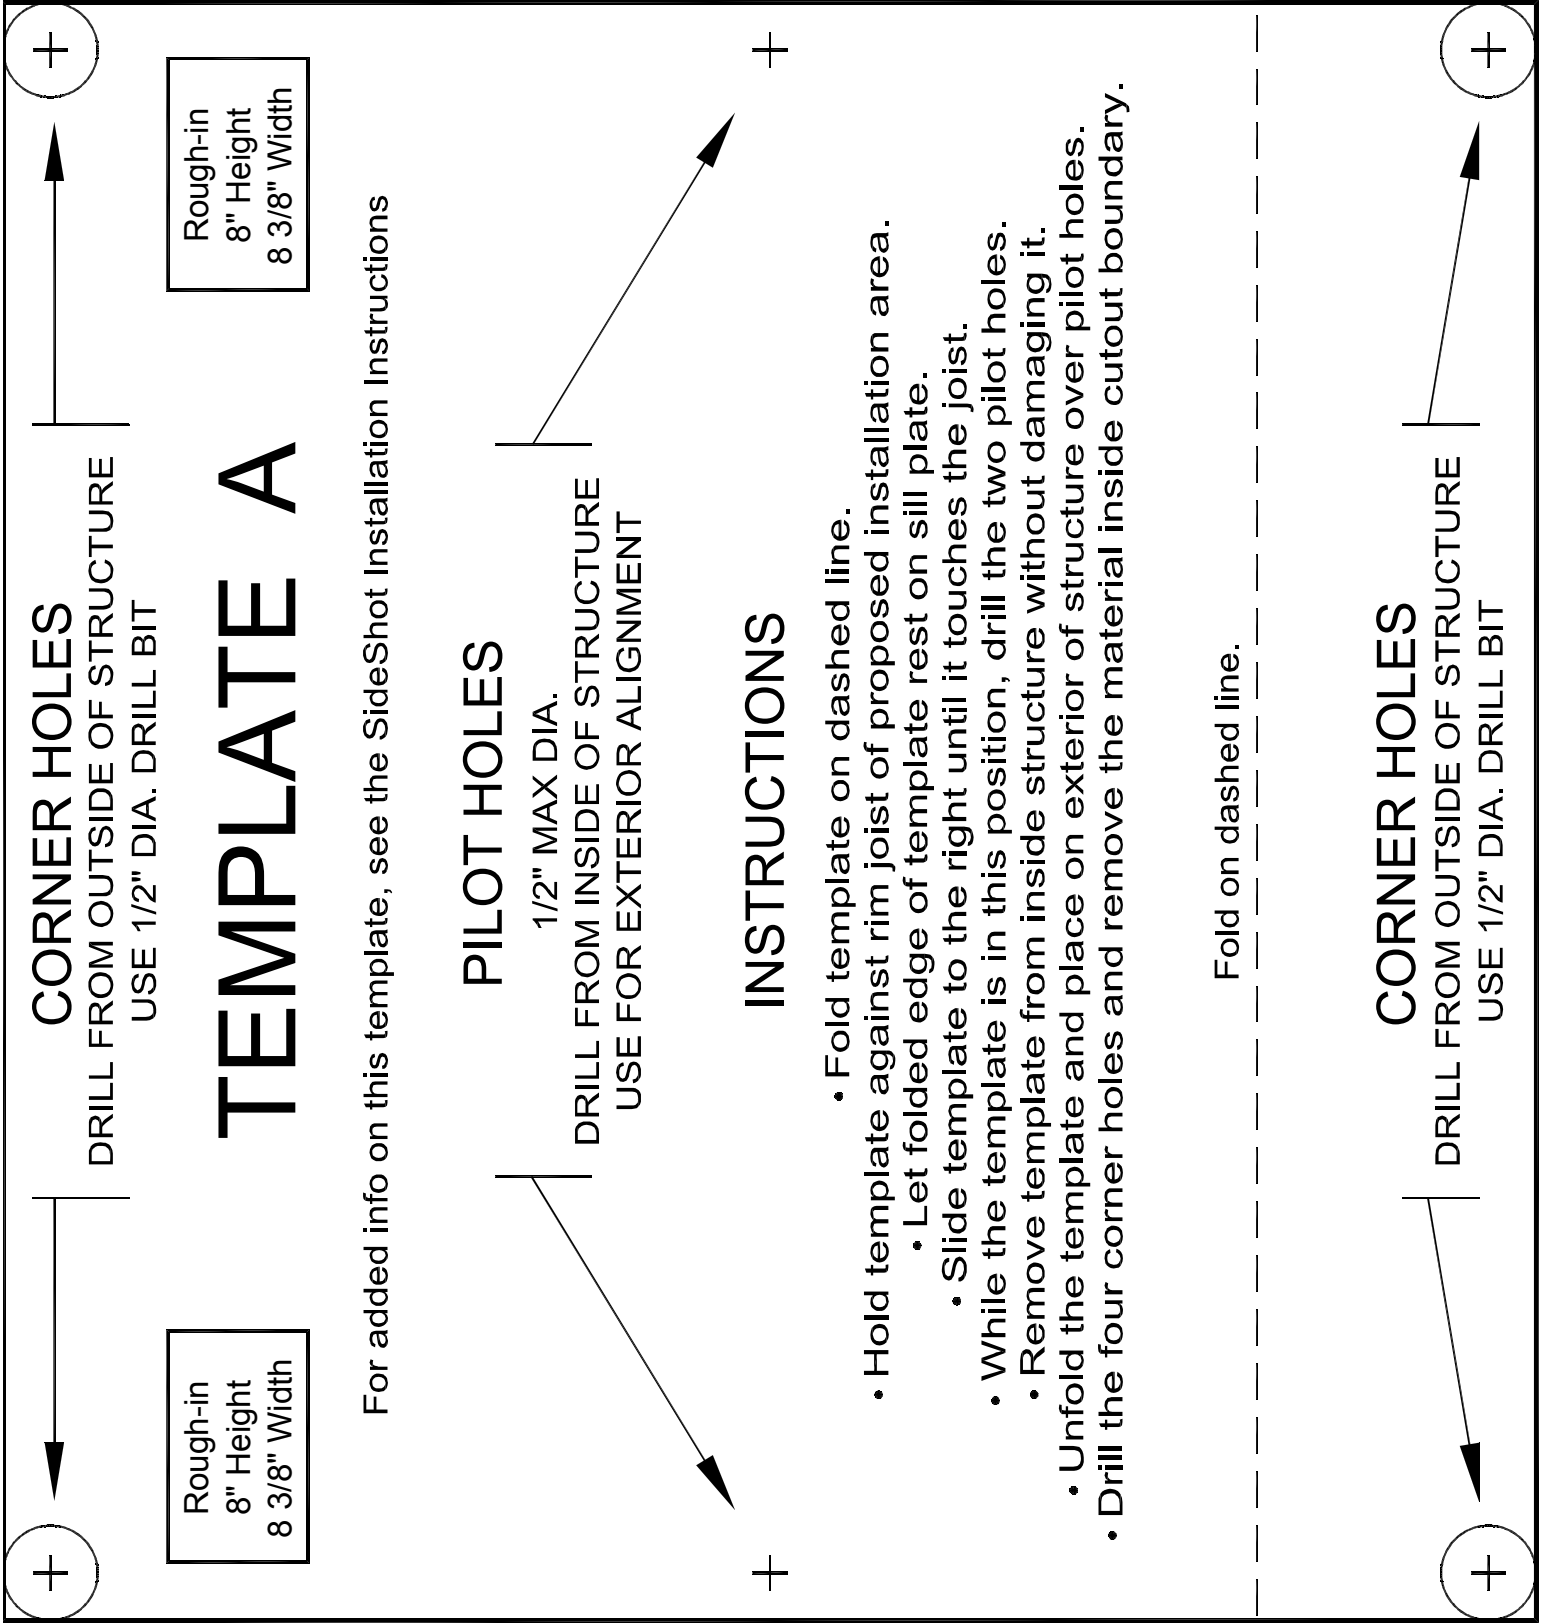 CORNER HOLES
DRILL FROM OUTSIDE OF STRUCTURE
USE 1/2" DIA. DRILL BIT
Rough-in
8" Height
8 3/8" Width
TEMPLATE A
Rough-in
8" Height
8 3/8" Width
For added info on this template, see the SideShot Installation Instructions
PILOT HOLES
1/2" MAX DIA.
DRILL FROM INSIDE OF STRUCTURE
USE FOR EXTERIOR ALIGNMENT
INSTRUCTIONS
• Fold template on dashed line.
• Hold template against rim joist of proposed installation area.
• Let folded edge of template rest on sill plate.
• Slide template to the right until it touches the joist.
• While the template is in this position, drill the two pilot holes.
• Remove template from inside structure without damaging it.
• Unfold the template and place on exterior of structure over pilot holes.
• Drill the four corner holes and remove the material inside cutout boundary.
Fold on dashed line.
CORNER HOLES
DRILL FROM OUTSIDE OF STRUCTURE
USE 1/2" DIA. DRILL BIT